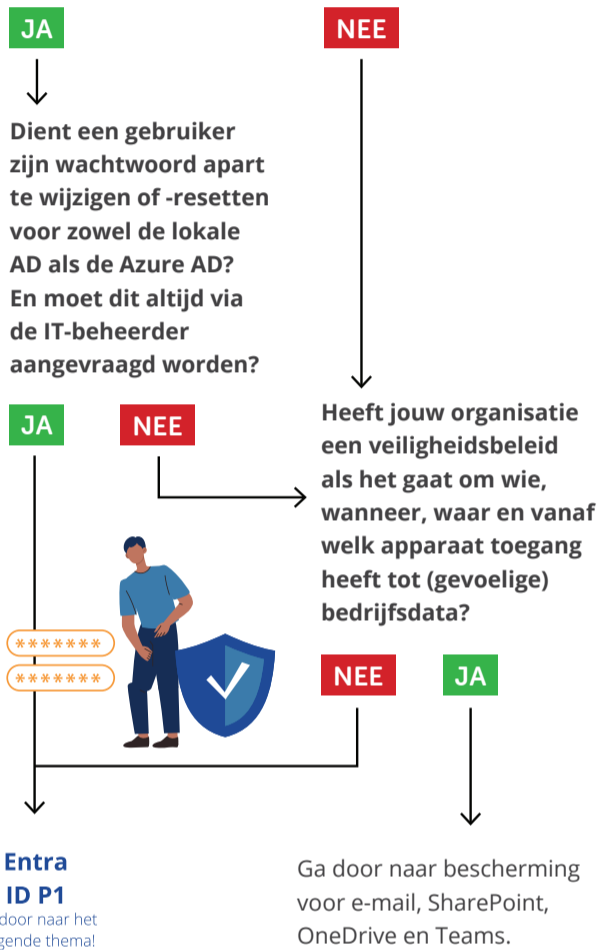 JA
NEE
Dient een gebruiker
zijn wachtwoord apart
te wijzigen of -resetten
voor zowel de lokale
AD als de Azure AD?
En moet dit altijd via
de IT-beheerder
aangevraagd worden?
JA
NEE
Heeft jouw organisatie
een veiligheidsbeleid
als het gaat om wie,
wanneer, waar en vanaf
welk apparaat toegang
heeft tot (gevoelige)
bedrijfsdata?
*******
*******
NEE
JA
Entra
ID P1
door naar het
gende thema!
Ga door naar bescherming
voor e-mail, SharePoint,
OneDrive en Teams.